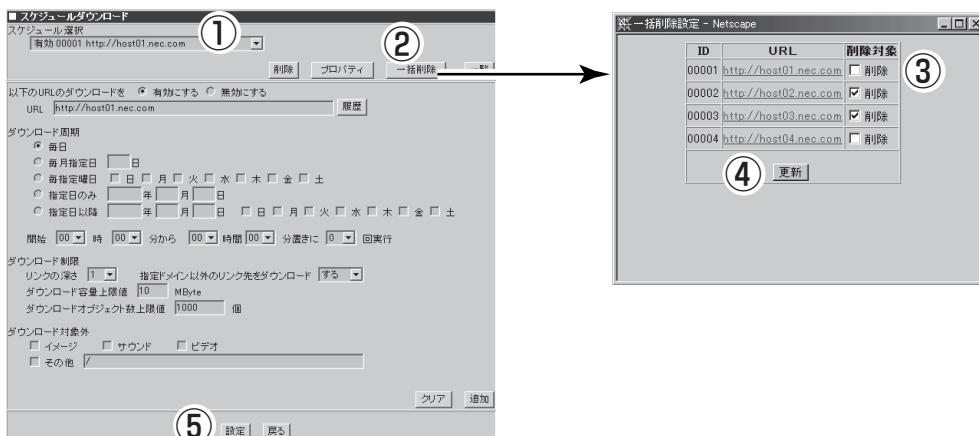 ■ スケジュールダウンロード
スケジュール選択
有効 00001 http://host01.nec.com
①
②
削除 プロパティ 一括削除 一覧
以下のURLのダウンロードを 有効にする 無効にする
URL http://host01.nec.com 履歴
ダウンロード周期
毎日
毎月指定日 日
毎指定曜日 日 月 火 水 木 金 土
指定日のみ 年 月 日
指定日以降 年 月 日 日 月 火 水 木 金 土
開始 00 時 00 分から 00 時間 00 分置きに 0 回実行
ダウンロード制限
リンクの深さ 1 指定ドメイン以外のリンク先をダウンロード する
ダウンロード容量上限値 10 MByte
ダウンロードオブジェクト数上限値 1000 個
ダウンロード対象外
イメージ サウンド ビデオ
その他 /
クリア 追加
⑤
設定 戻る
一括削除設定 - Netscape
ID URL 削除対象
00001 http://host01.nec.com 削除
00002 http://host02.nec.com 削除
00003 http://host03.nec.com 削除
00004 http://host04.nec.com 削除
③
④
更新